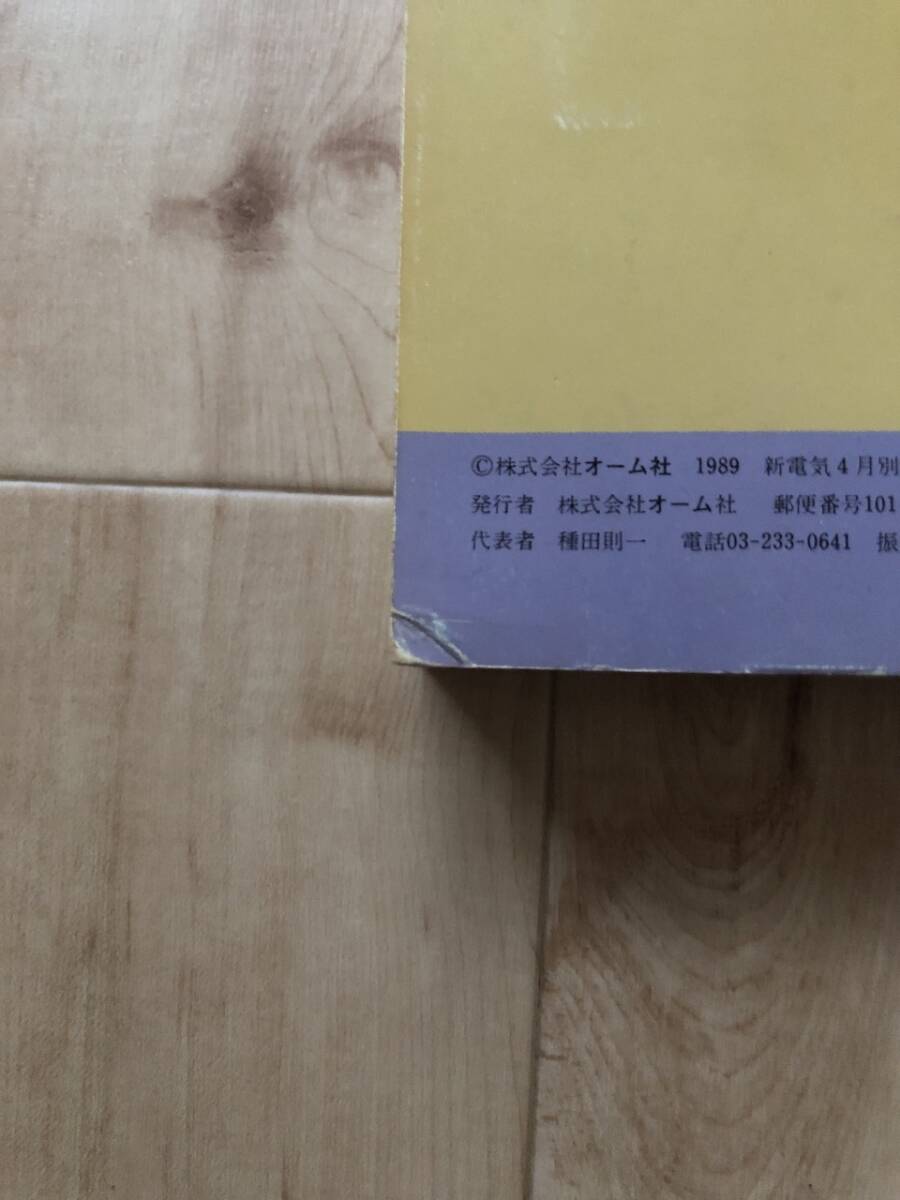 ©株式会社オーム社 1989 新電気4月別
発行者 株式会社オーム社 郵便番号101
代表者 種田則一 電話03-233-0641 振